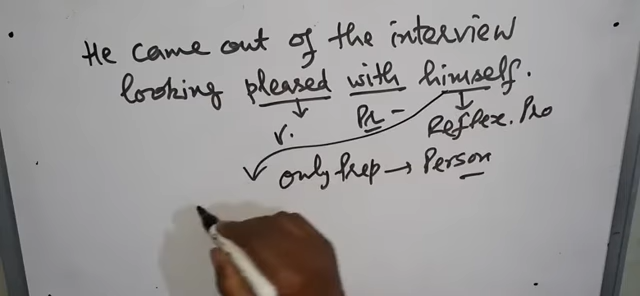 He came out of the interview
looking pleased with himself.
V. Pr - Reflex. Pro
only Prep → Person